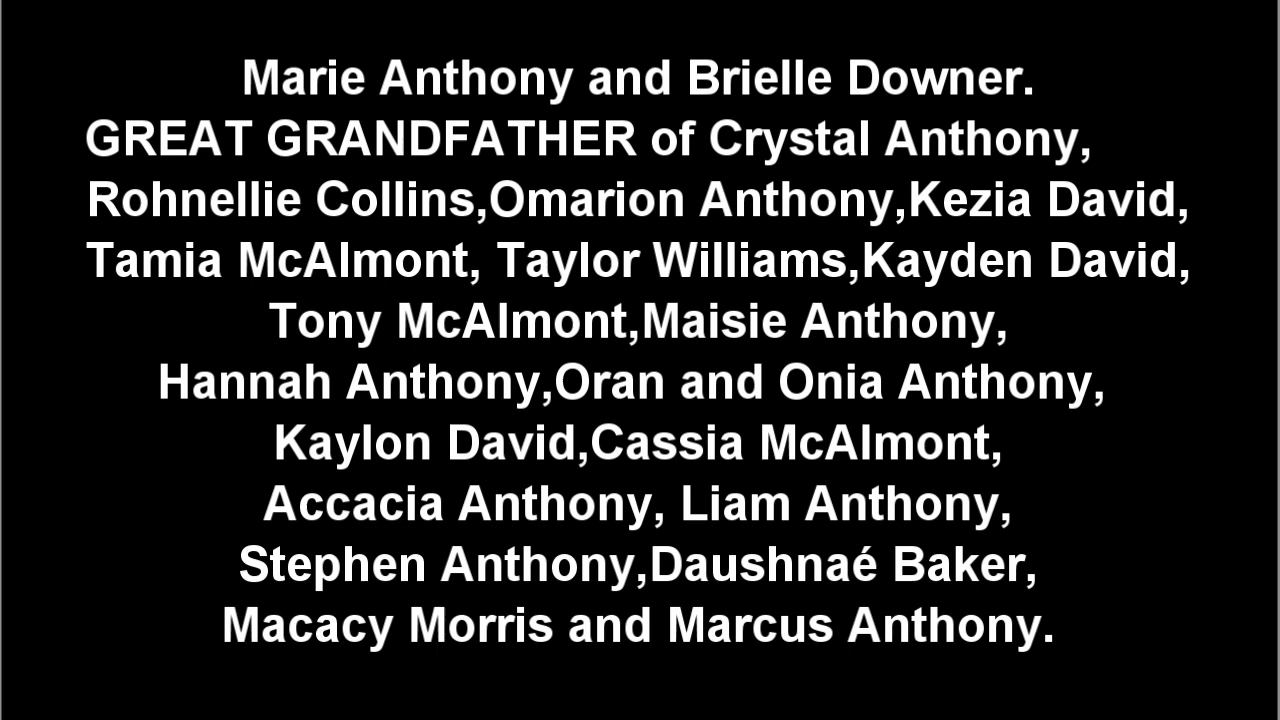 Marie Anthony and Brielle Downer.
GREAT GRANDFATHER of Crystal Anthony,
Rohnellie Collins,Omarion Anthony,Kezia David,
Tamia McAlmont, Taylor Williams,Kayden David,
Tony McAlmont,Maisie Anthony,
Hannah Anthony,Oran and Onia Anthony,
Kaylon David,Cassia McAlmont,
Accacia Anthony, Liam Anthony,
Stephen Anthony,Daushnaé Baker,
Macacy Morris and Marcus Anthony.